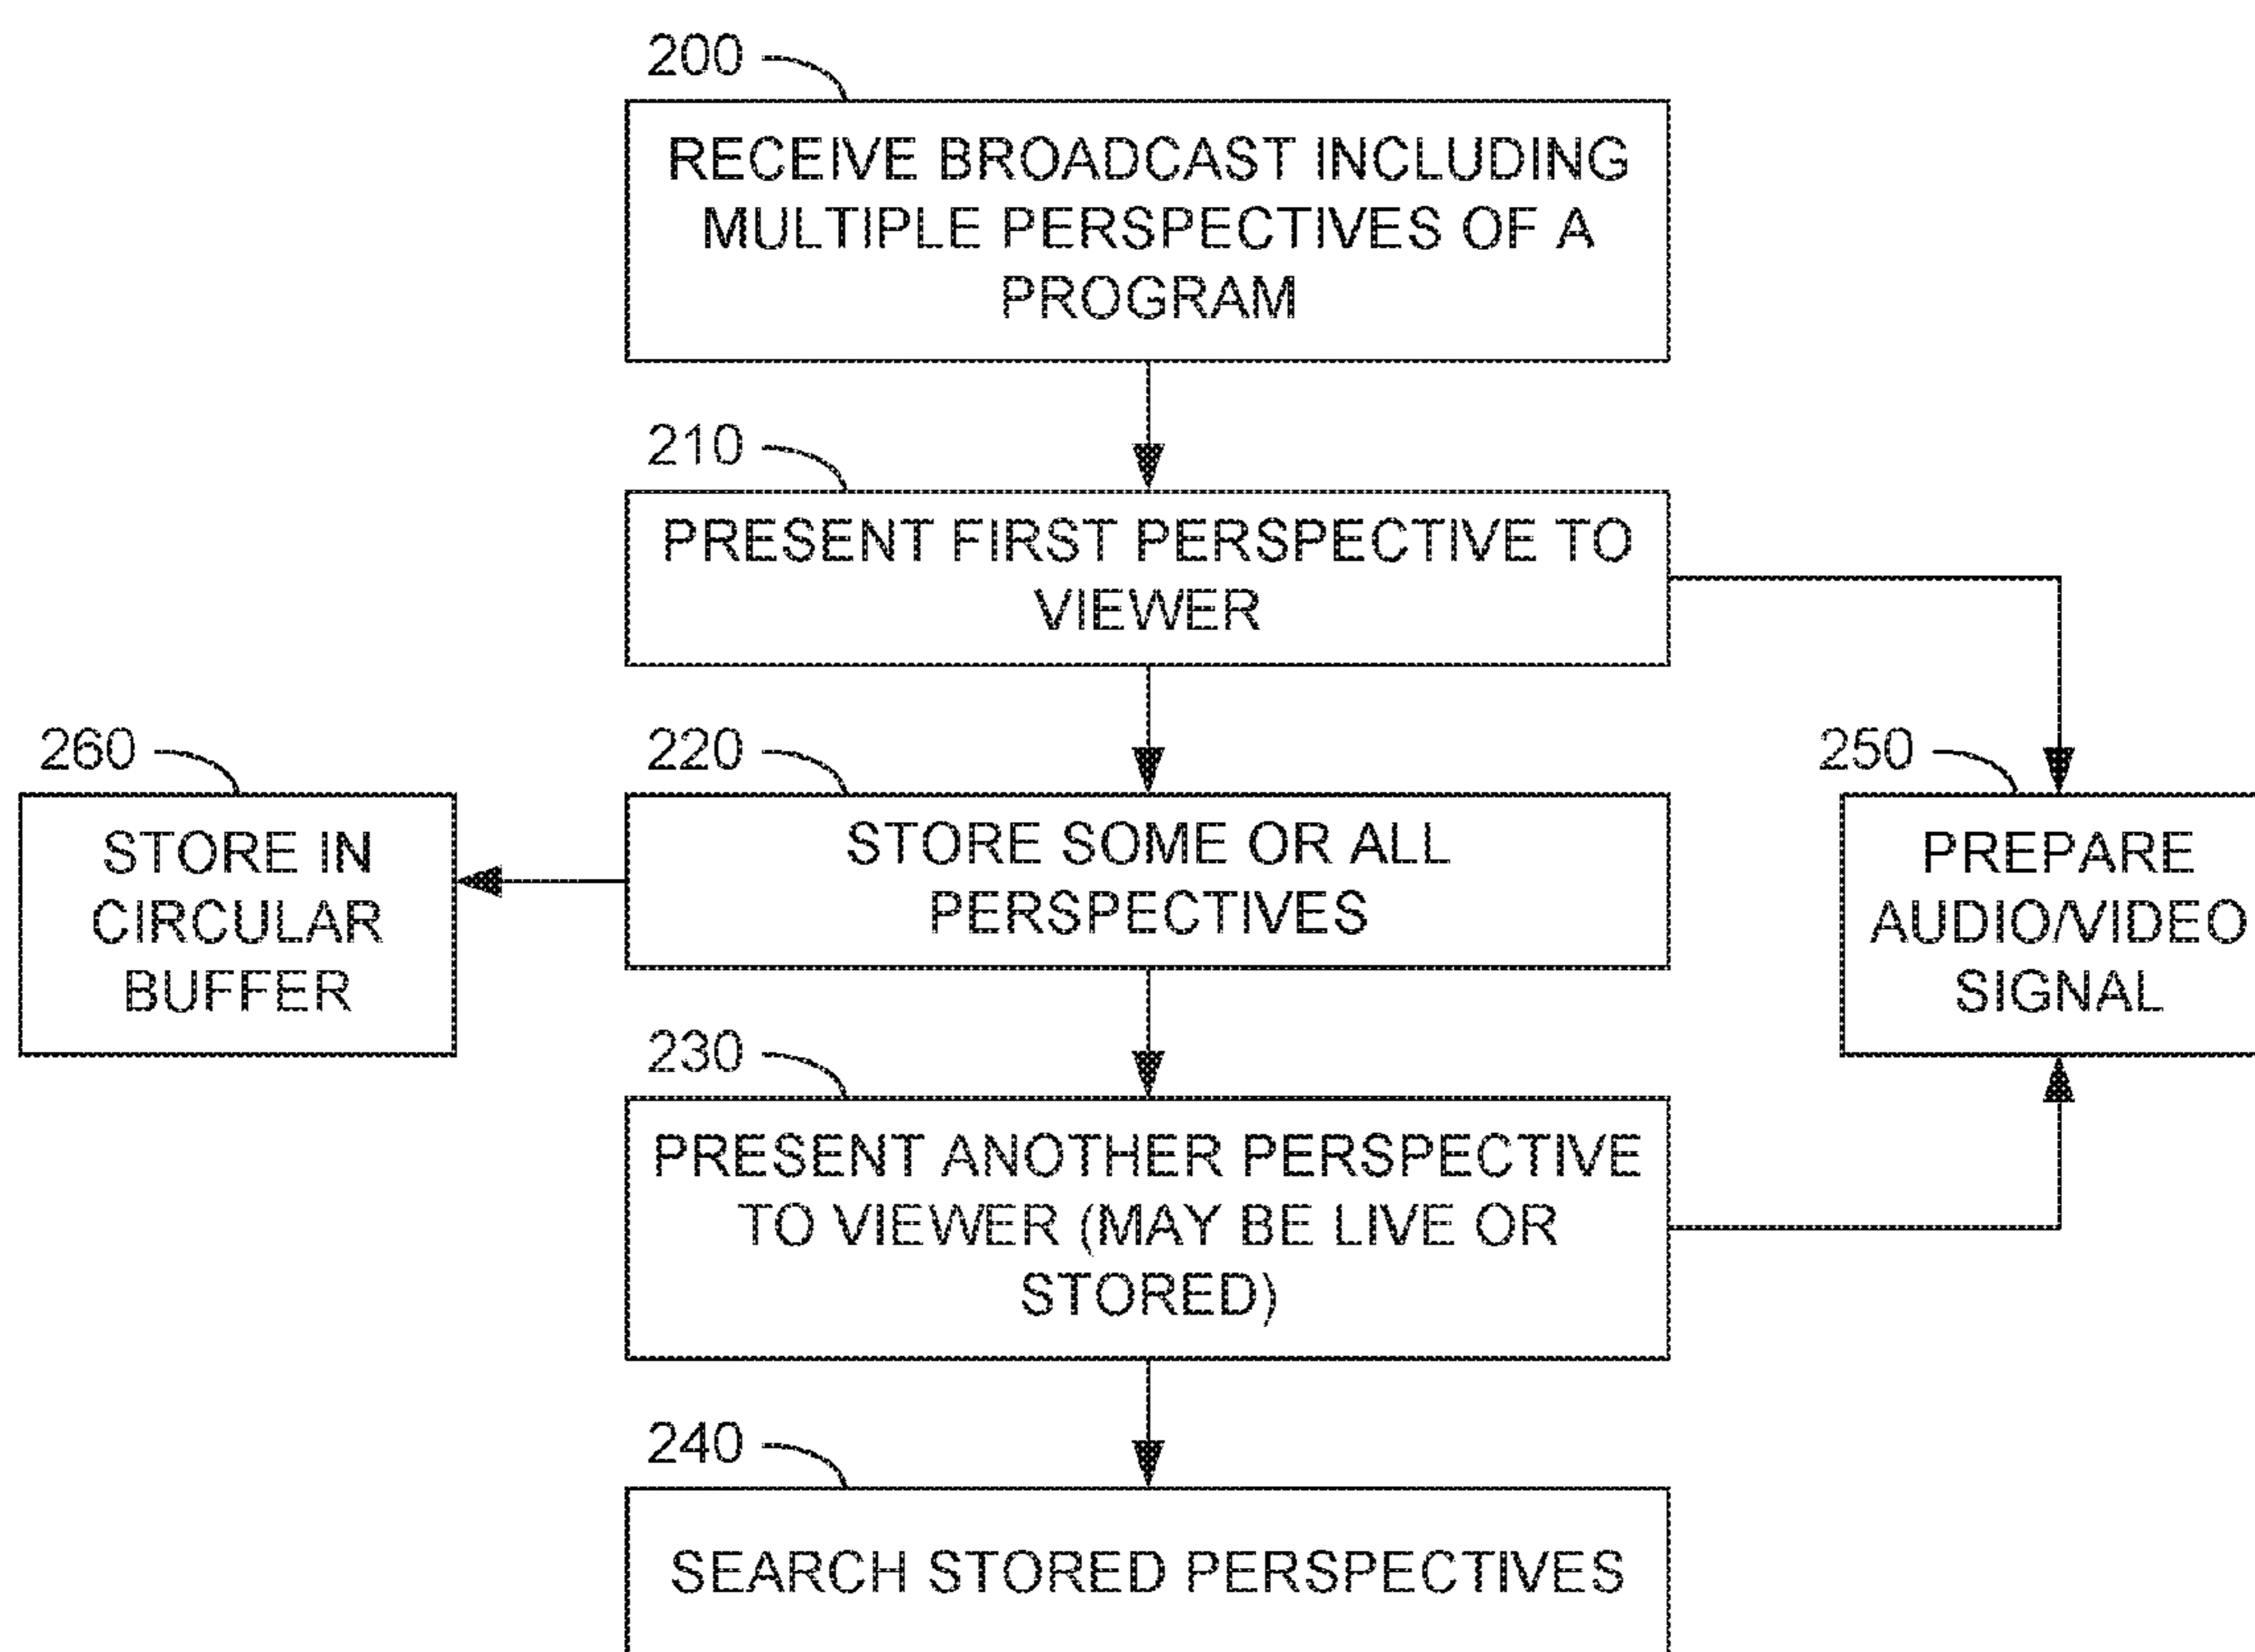 200
RECEIVE BROADCAST INCLUDING
MULTIPLE PERSPECTIVES OF A
PROGRAM
210
PRESENT FIRST PERSPECTIVE TO
VIEWER
260
STORE IN
CIRCULAR
BUFFER
220
STORE SOME OR ALL
PERSPECTIVES
250
PREPARE
AUDIO/VIDEO
SIGNAL
230
PRESENT ANOTHER PERSPECTIVE
TO VIEWER (MAY BE LIVE OR
STORED)
240
SEARCH STORED PERSPECTIVES